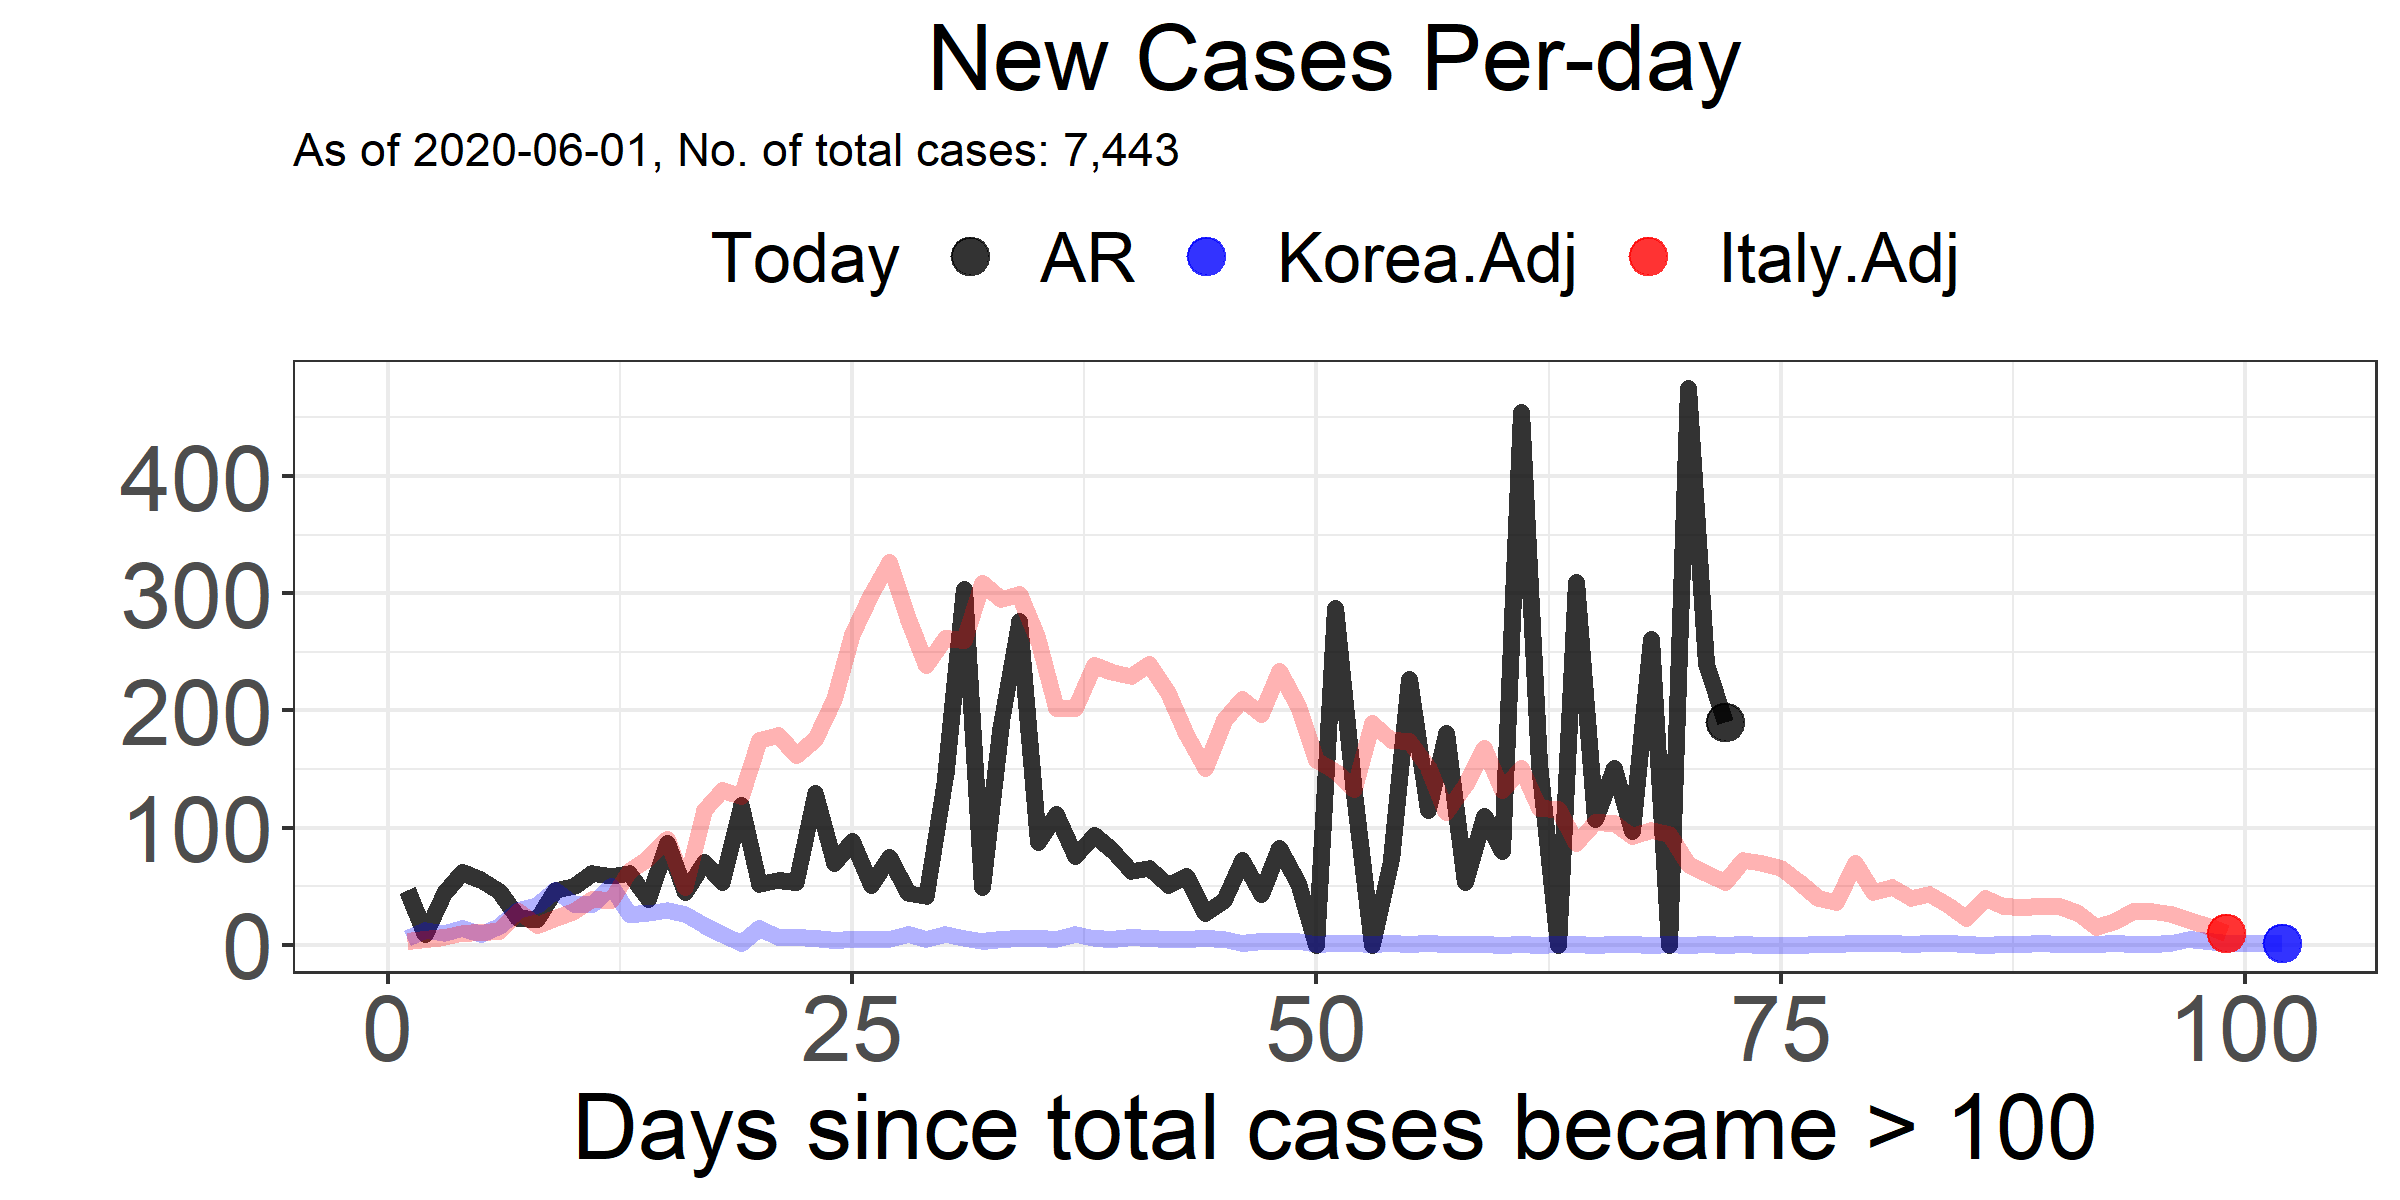 New Cases Per-day
As of 2020-06-01, No. of total cases: 7,443
Today AR Korea.Adj Italy.Adj
400
300
200
100
0
0 25 50 75 100
Days since total cases became > 100